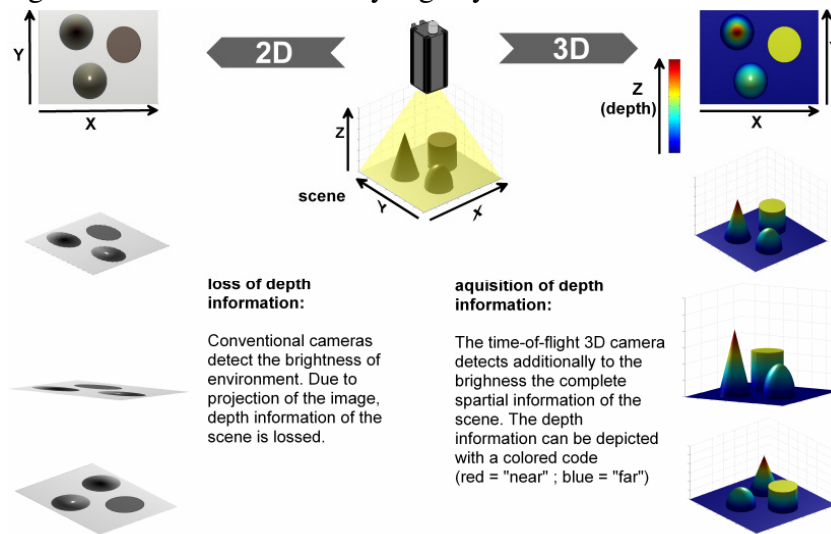 2D
3D
Y
X
Z
(depth)
Y
X
Z
scene
Y
X
loss of depth
information:
Conventional cameras
detect the brightness of
environment. Due to
projection of the image,
depth information of the
scene is lossed.
aquisition of depth
information:
The time-of-flight 3D camera
detects additionally to the
brighness the complete
spartial information of the
scene. The depth
information can be depicted
with a colored code
(red = "near" ; blue = "far")